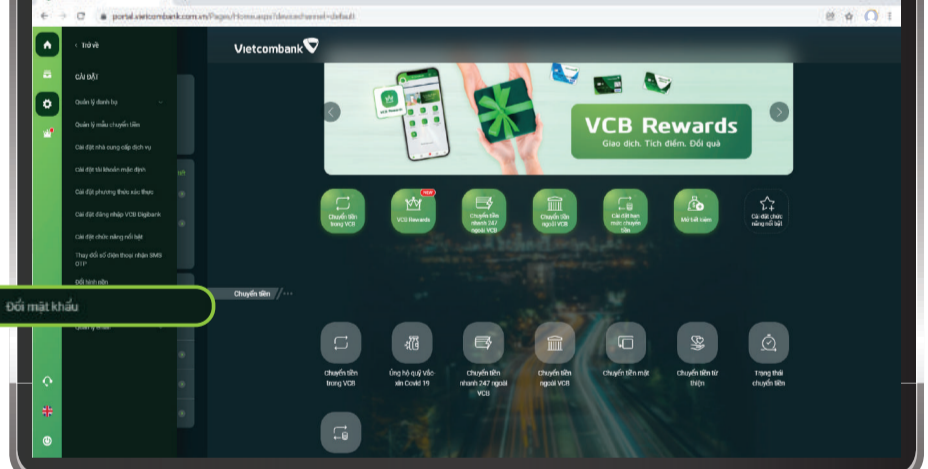 portal.vietcombank.com.vn/Pages/Home.aspx?devicechannel=default
Trở về
CÀI ĐẶT
Quản lý danh bạ
Quản lý mẫu chuyển tiền
Cài đặt nhà cung cấp dịch vụ
Cài đặt tài khoản mặc định
Cài đặt phương thức xác thực
Cài đặt đăng nhập VCB Digibank
Cài đặt chức năng nổi bật
Thay đổi số điện thoại nhận SMS
OTP
Đổi hình nền
Đổi mật khẩu
Vietcombank
VCB Rewards
VCB Rewards
Giao dịch. Tích điểm. Đổi quà
Chuyển tiền
trong VCB
NEW
VCB Rewards
Chuyển tiền
nhanh 247
ngoài VCB
Chuyển tiền
ngoài VCB
Cài đặt hạn
mức chuyển
tiền
Mở tiết kiệm
Cài đặt chức
năng nổi bật
Chuyển tiền
Chuyển tiền
trong VCB
Ủng hộ quỹ Vắc-
xin Covid 19
Chuyển tiền
nhanh 247 ngoài
VCB
Chuyển tiền
ngoài VCB
Chuyển tiền mặt
Chuyển tiền từ
thiện
Trạng thái
chuyển tiền